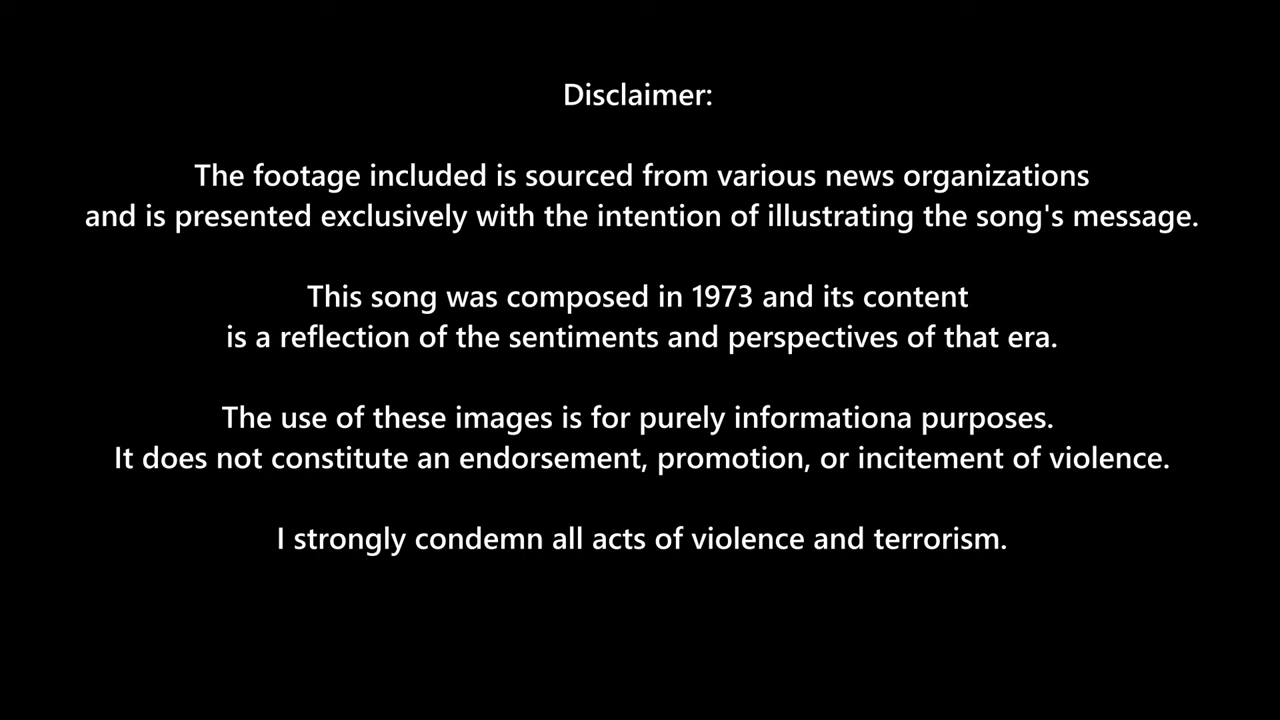 Disclaimer:
The footage included is sourced from various news organizations
and is presented exclusively with the intention of illustrating the song's message.
This song was composed in 1973 and its content
is a reflection of the sentiments and perspectives of that era.
The use of these images is for purely informationa purposes.
It does not constitute an endorsement, promotion, or incitement of violence.
I strongly condemn all acts of violence and terrorism.